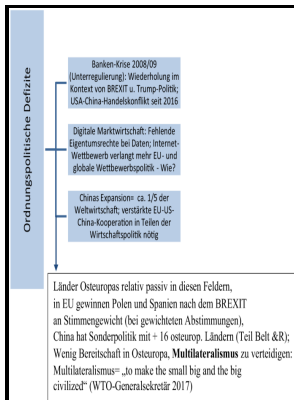 Ordnungspolitische Defizite
Banken-Krise 2008/09
(Unterregulierung): Wiederholung im
Kontext von BREXIT u. Trump-Politik;
USA-China-Handelskonflikt seit 2016
Digitale Marktwirtschaft: Fehlende
Eigentumsrechte bei Daten; Internet-
Wettbewerb verlangt mehr EU- und
globale Wettbewerbspolitik - Wie?
Chinas Expansion= ca. 1/5 der
Weltwirtschaft; verstärkte EU-US-
China-Kooperation in Teilen der
Wirtschaftspolitik nötig
Länder Osteuropas relativ passiv in diesen Feldern,
in EU gewinnen Polen und Spanien nach dem BREXIT
an Stimmengewicht (bei gewichteten Abstimmungen),
China hat Sonderpolitik mit + 16 osteurop. Ländern (Teil Belt &R);
Wenig Bereitschaft in Osteuropa, Multilateralismus zu verteidigen:
Multilateralismus= „to make the small big and the big
civilized“ (WTO-Generalsekretär 2017)